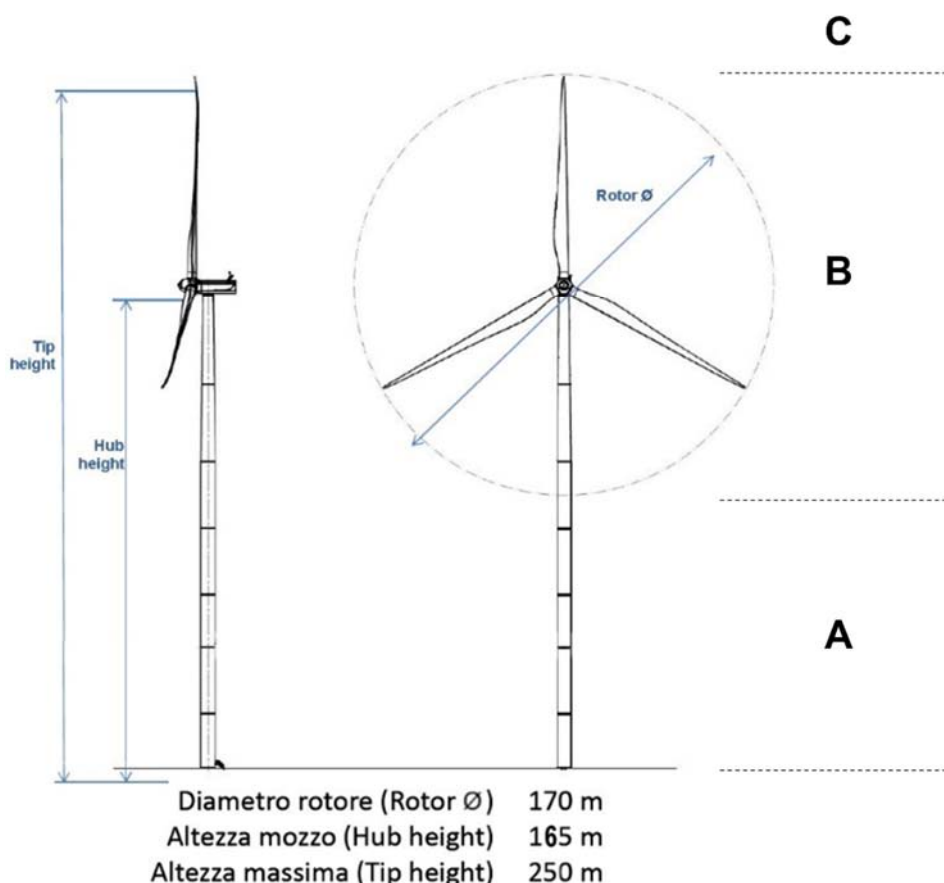 C
Rotor Ø
B
Tip
height
Hub
height
A
Diametro rotore (Rotor Ø) 170 m
Altezza mozzo (Hub height) 165 m
Altezza massima (Tip height) 250 m